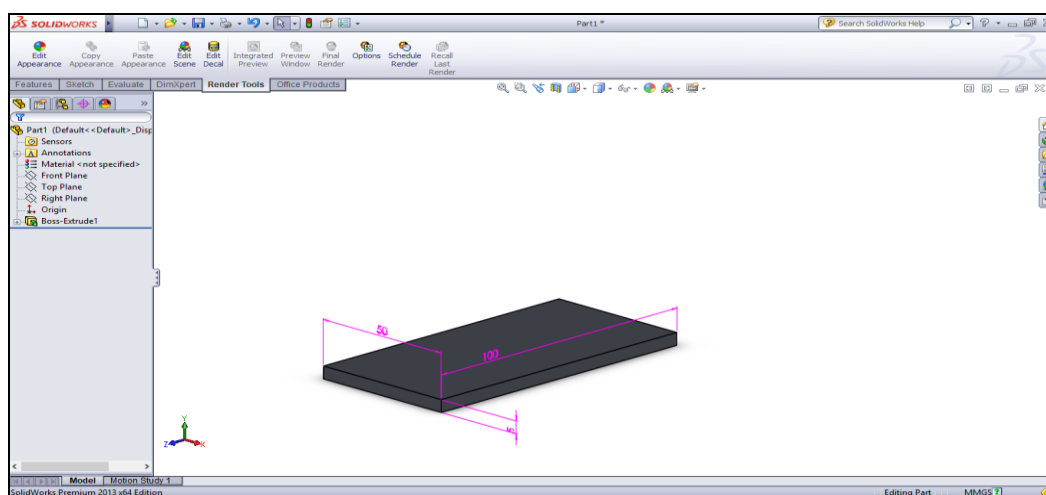 SOLIDWORKS
Part1 *
Search SolidWorks Help
Edit Appearance
Copy Appearance
Paste Appearance
Edit Scene
Edit Decal
Integrated Preview
Preview Window
Final Render
Options
Schedule Render
Recall Last Render
Features Sketch Evaluate DimXpert Render Tools Office Products
Part1 (Default<<Default>_Disp
Sensors
Annotations
Material <not specified>
Front Plane
Top Plane
Right Plane
Origin
Boss-Extrude1
50
100
5
Y
Z X
Model Motion Study 1
SolidWorks Premium 2013 x64 Edition Editing Part MMGS